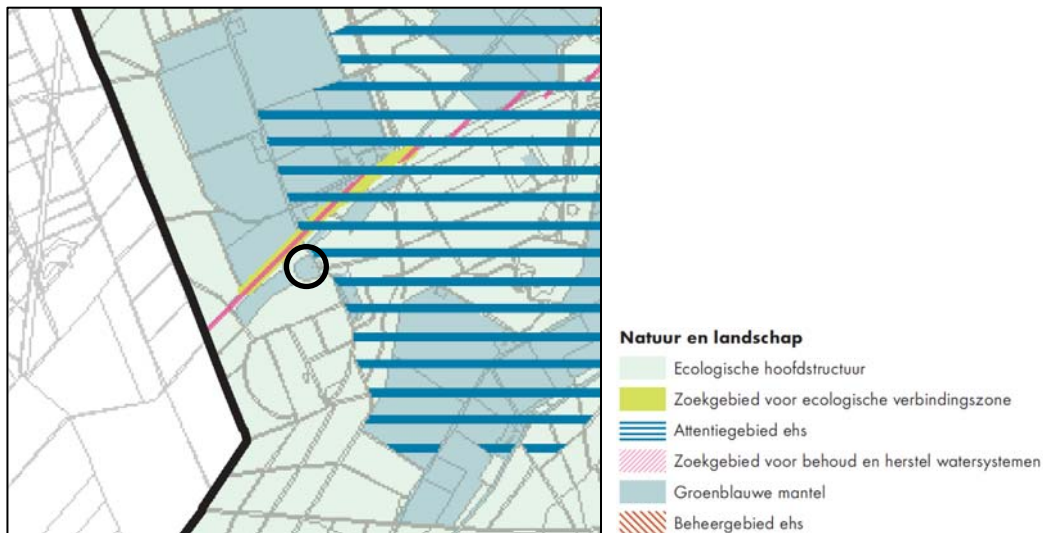 Natuur en landschap
Ecologische hoofdstructuur
Zoekgebied voor ecologische verbindingszone
Attentiegebied ehs
Zoekgebied voor behoud en herstel watersystemen
Groenblauwe mantel
Beheergebied ehs